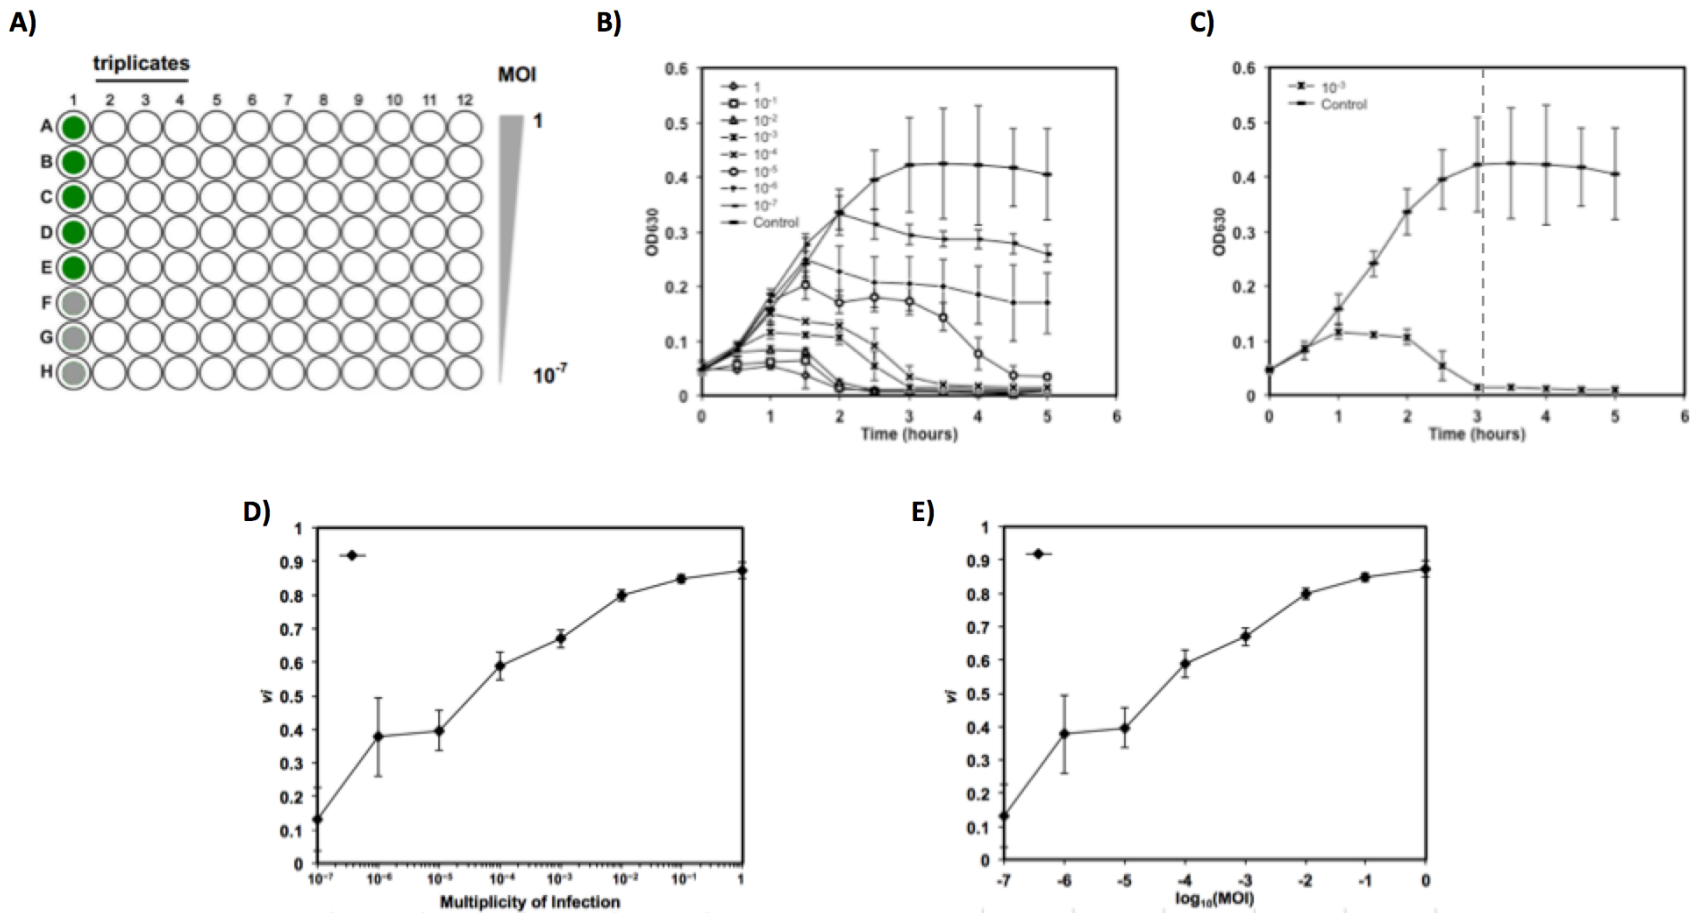 A)
triplicates
MOI
1 2 3 4 5 6 7 8 9 10 11 12
A
B
C
D
E
F
G
H
1
10⁻⁷
B)
0.6
0.5
0.4
0.3
0.2
0.1
0
OD630
1
10⁻¹
10⁻²
10⁻³
10⁻⁴
10⁻⁵
10⁻⁶
10⁻⁷
Control
0 1 2 3 4 5 6
Time (hours)
C)
0.6
0.5
0.4
0.3
0.2
0.1
0
OD630
10⁻³
Control
0 1 2 3 4 5 6
Time (hours)
D)
1
0.9
0.8
0.7
0.6
0.5
0.4
0.3
0.2
0.1
0
vi
10⁻⁷ 10⁻⁶ 10⁻⁵ 10⁻⁴ 10⁻³ 10⁻² 10⁻¹ 1
Multiplicity of Infection
E)
1
0.9
0.8
0.7
0.6
0.5
0.4
0.3
0.2
0.1
0
vi
-7 -6 -5 -4 -3 -2 -1 0
log₁₀(MOI)